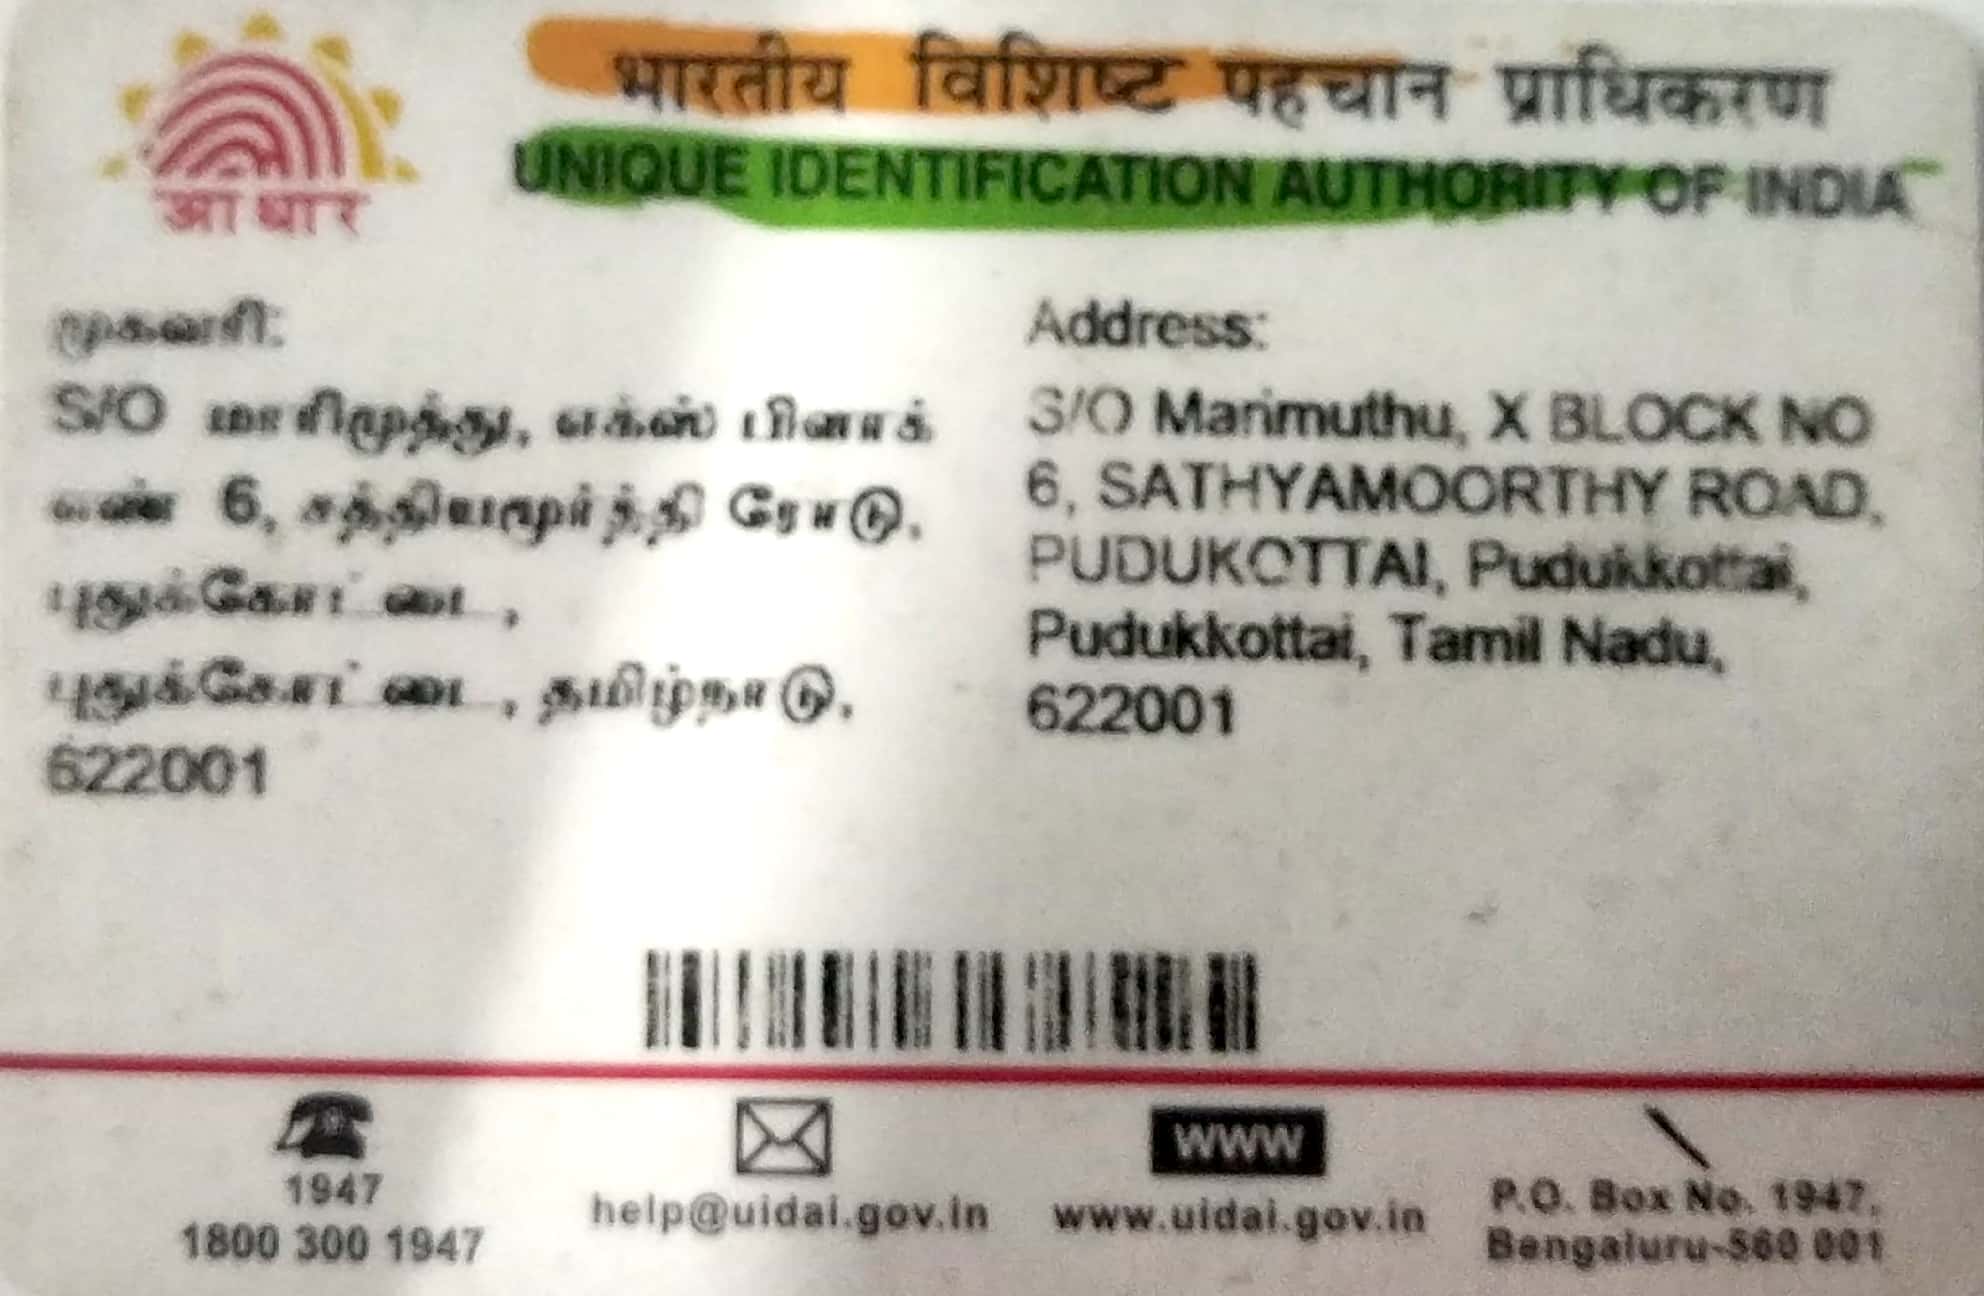 भारतीय विशिष्ट पहचान प्राधिकरण
UNIQUE IDENTIFICATION AUTHORITY OF INDIA
आधार
முகவரி:
S/O மாரிமுத்து, எக்ஸ் பிளாக்
எண் 6, சத்தியமூர்த்தி ரோடு,
புதுக்கோட்டை,
புதுக்கோட்டை, தமிழ்நாடு,
622001
Address:
S/O Marimuthu, X BLOCK NO
6, SATHYAMOORTHY ROAD,
PUDUKOTTAI, Pudukkottai,
Pudukkottai, Tamil Nadu,
622001
1947
1800 300 1947
help@uidai.gov.in
www
www.uidai.gov.in
P.O. Box No. 1947,
Bengaluru-560 001